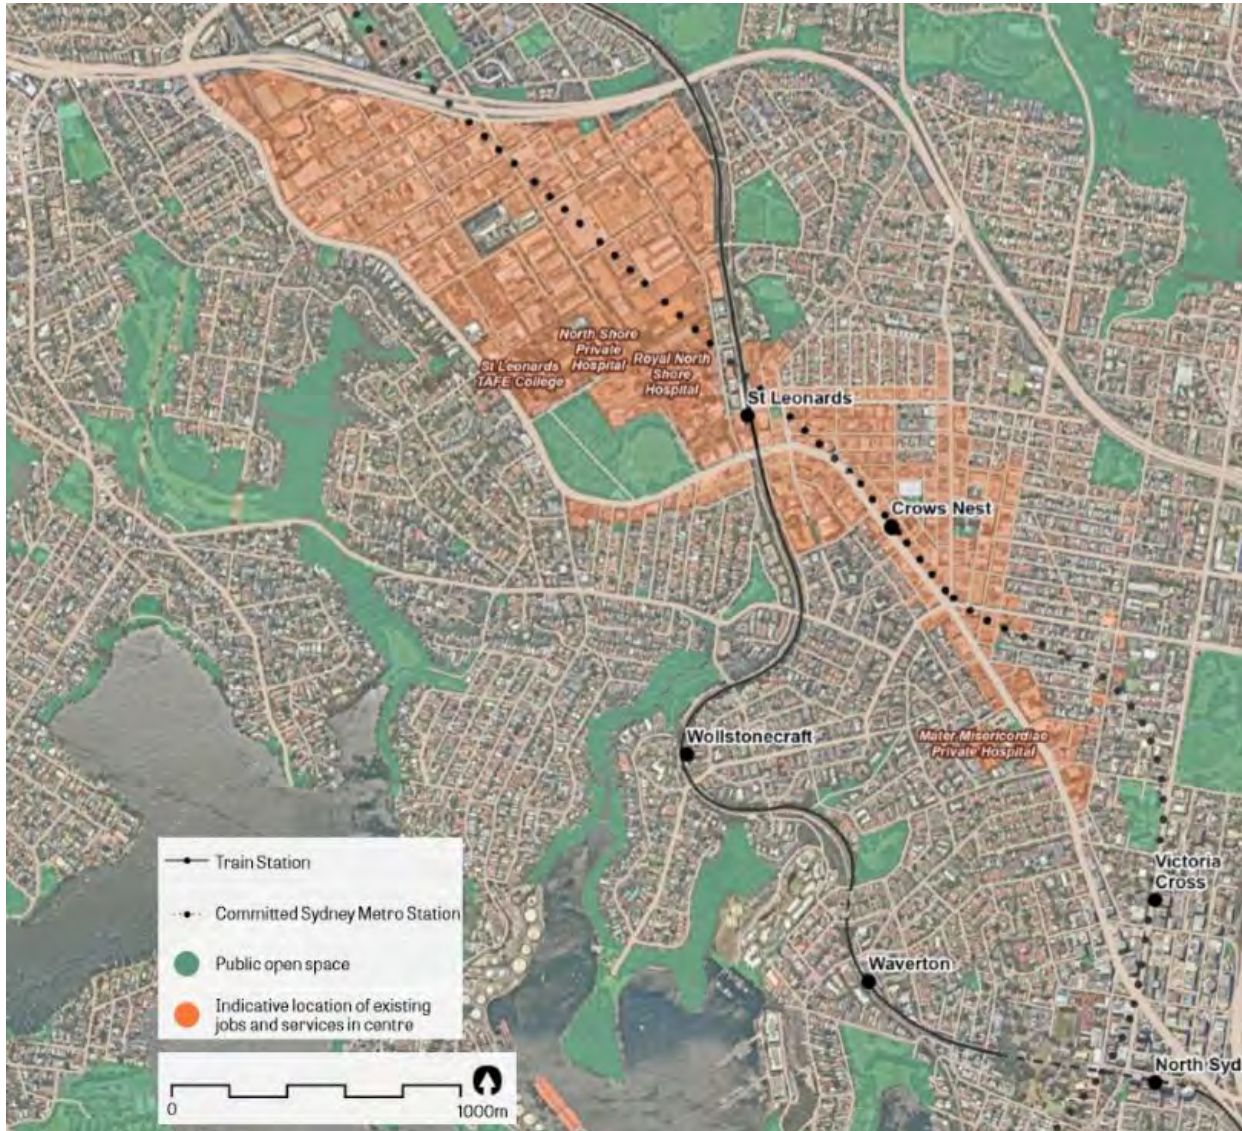 North Shore
Private
Hospital
St Leonards
TAFE College
Royal North
Shore
Hospital
St Leonards
Crows Nest
Mater Misericordiae
Private Hospital
Wollstonecraft
Victoria
Cross
Waverton
North Syd
Train Station
Committed Sydney Metro Station
Public open space
Indicative location of existing
jobs and services in centre
0
1000m